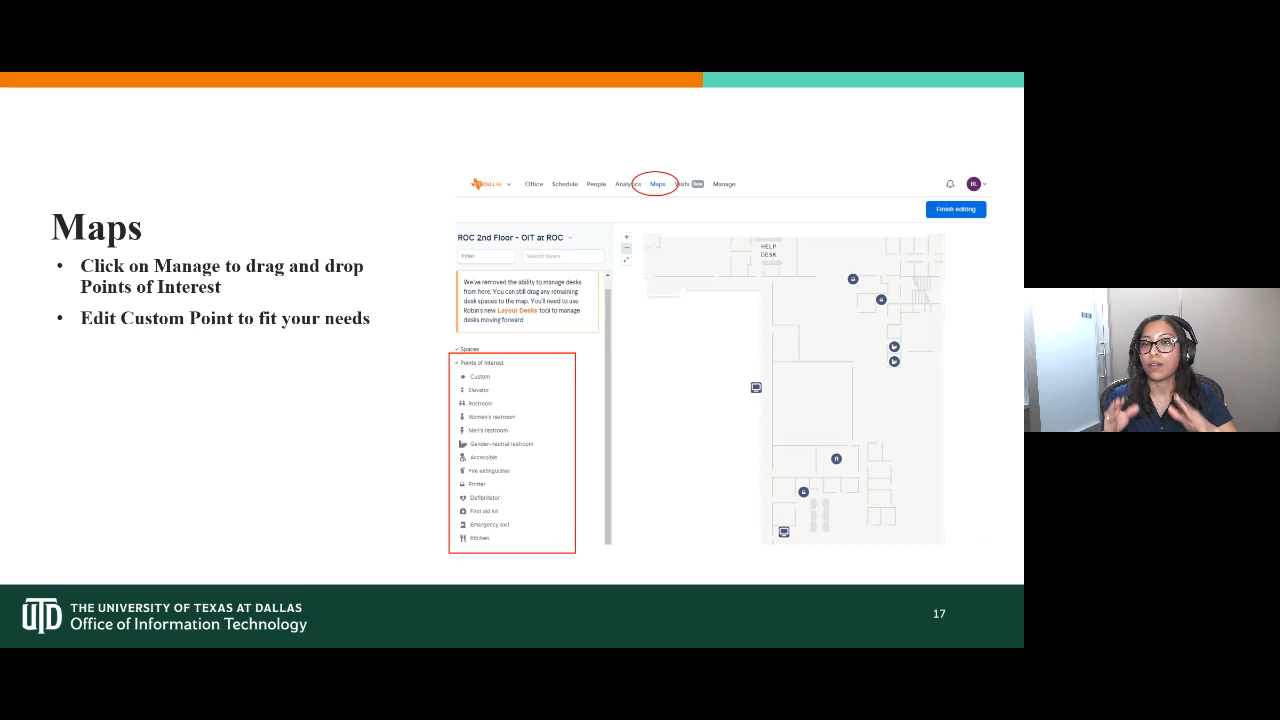 Maps
• Click on Manage to drag and drop
Points of Interest
• Edit Custom Point to fit your needs
DALLAS Office Schedule People Analytics Maps Visits New Manage BL
Finish editing
ROC 2nd Floor - OIT at ROC
Filter Search layers
We've removed the ability to manage desks
from here. You can still drag any remaining
desk spaces to the map. You'll need to use
Robin's new Layout Desks tool to manage
desks moving forward.
Spaces
Points of Interest
Custom
Elevator
Restroom
Women's restroom
Men's restroom
Gender-neutral restroom
Accessible
Fire extinguisher
Printer
Defibrillator
First aid kit
Emergency exit
Kitchen
HELP
DESK
UTD THE UNIVERSITY OF TEXAS AT DALLAS
Office of Information Technology
17